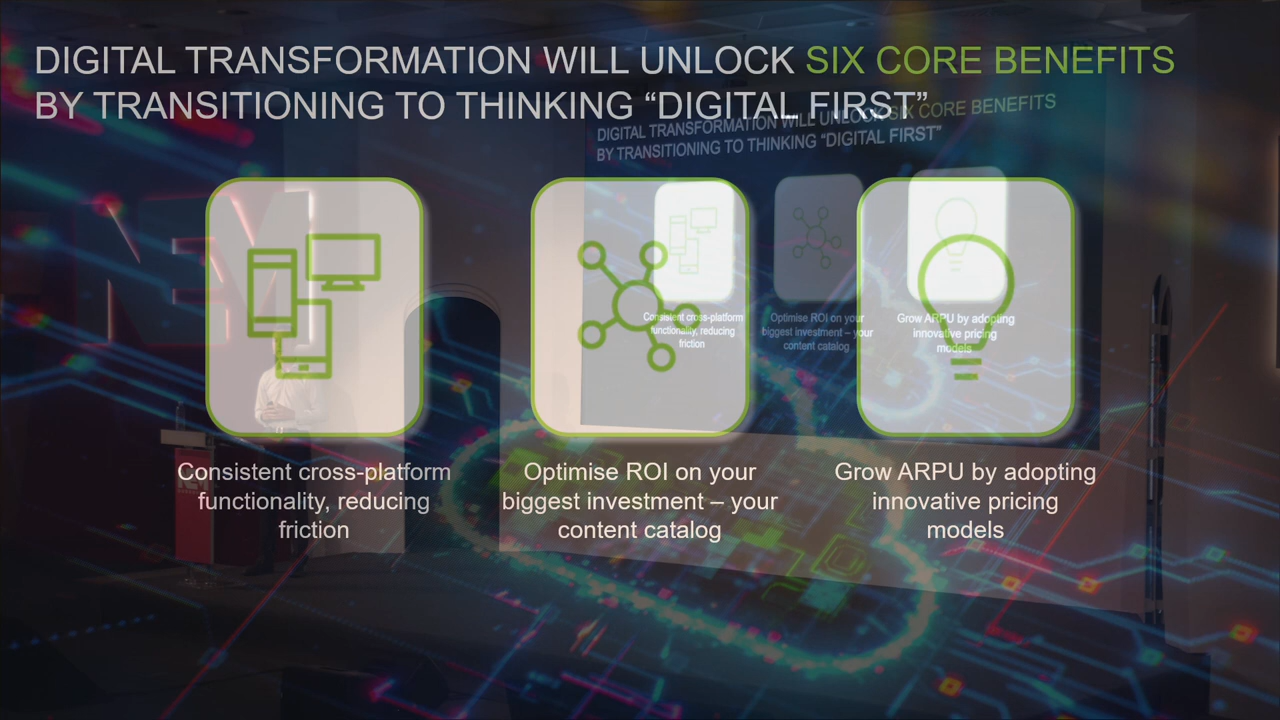 DIGITAL TRANSFORMATION WILL UNLOCK SIX CORE BENEFITS
BY TRANSITIONING TO THINKING “DIGITAL FIRST”
DIGITAL TRANSFORMATION WILL UNLOCK SIX CORE BENEFITS
BY TRANSITIONING TO THINKING “DIGITAL FIRST”
NEM
Consistent cross-platform
functionality, reducing
friction
Optimise ROI on your
biggest investment – your
content catalog
Grow ARPU by adopting
innovative pricing
models
Consistent cross-platform
functionality, reducing
friction
Optimise ROI on your
biggest investment – your
content catalog
Grow ARPU by adopting
innovative pricing
models